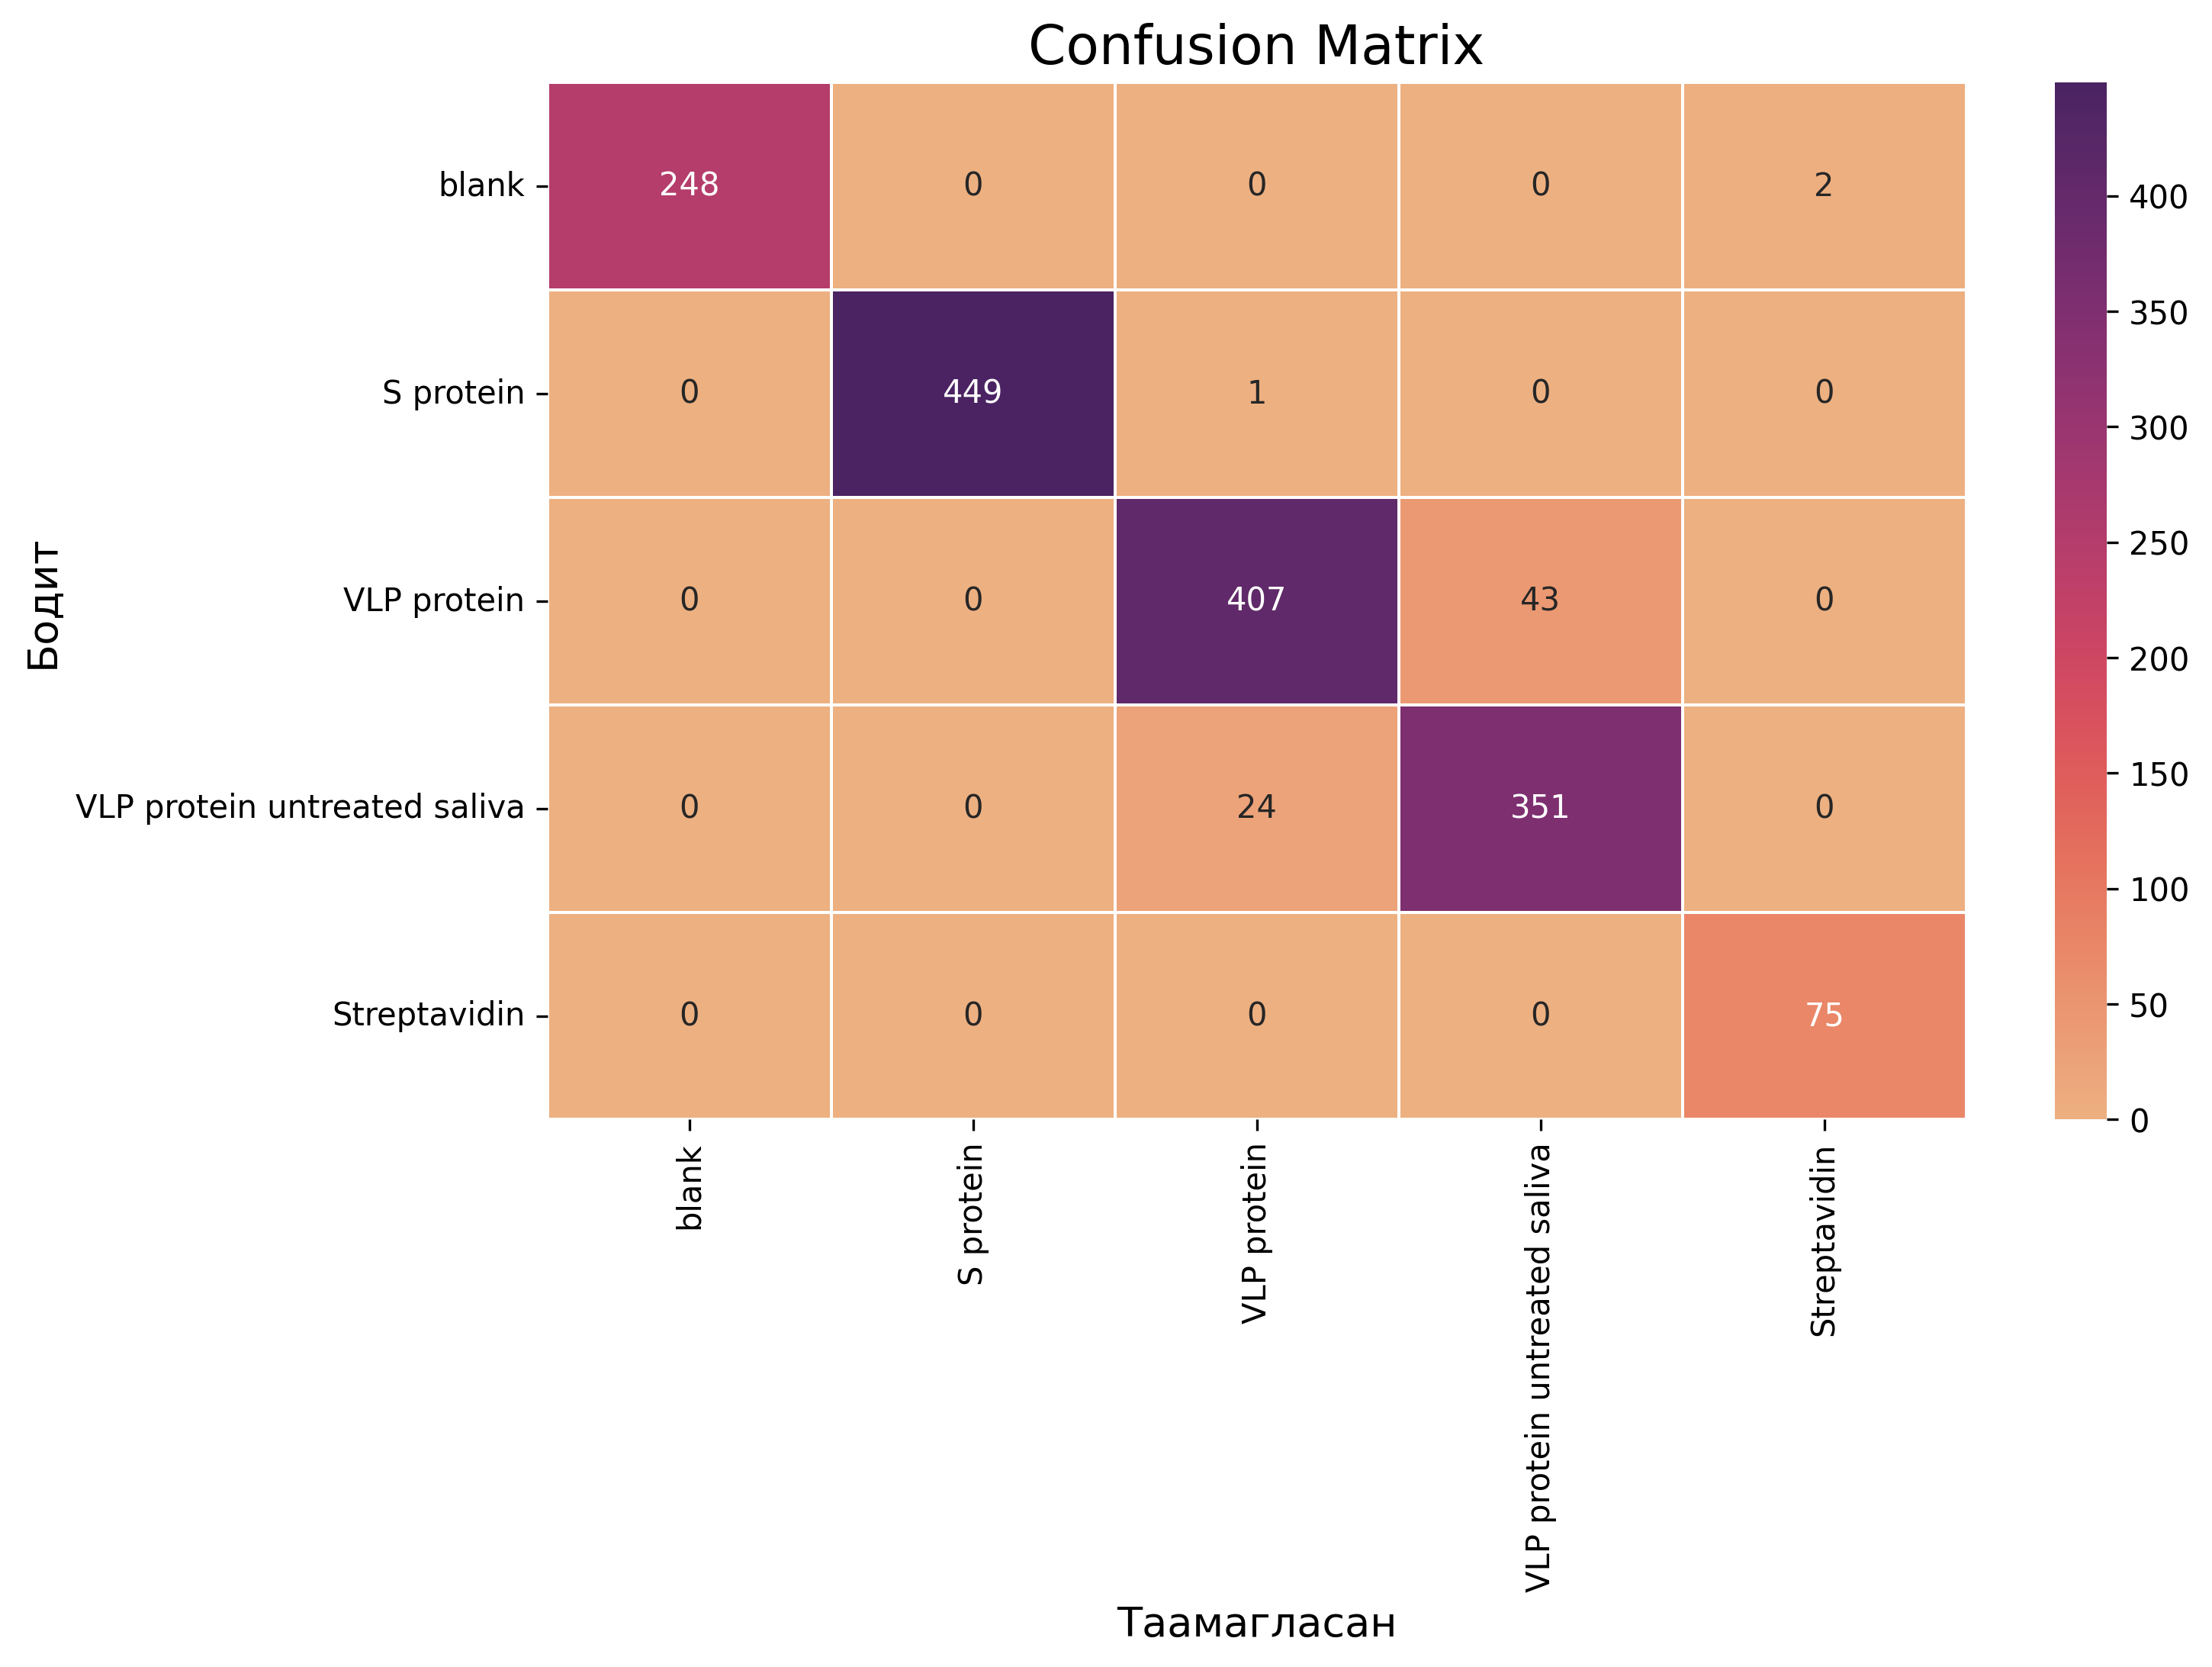 Confusion Matrix
Бодит
blank
S protein
VLP protein
VLP protein untreated saliva
Streptavidin
248 0 0 0 2
0 449 1 0 0
0 0 407 43 0
0 0 24 351 0
0 0 0 0 75
blank
S protein
VLP protein
VLP protein untreated saliva
Streptavidin
Таамагласан
400
350
300
250
200
150
100
50
0